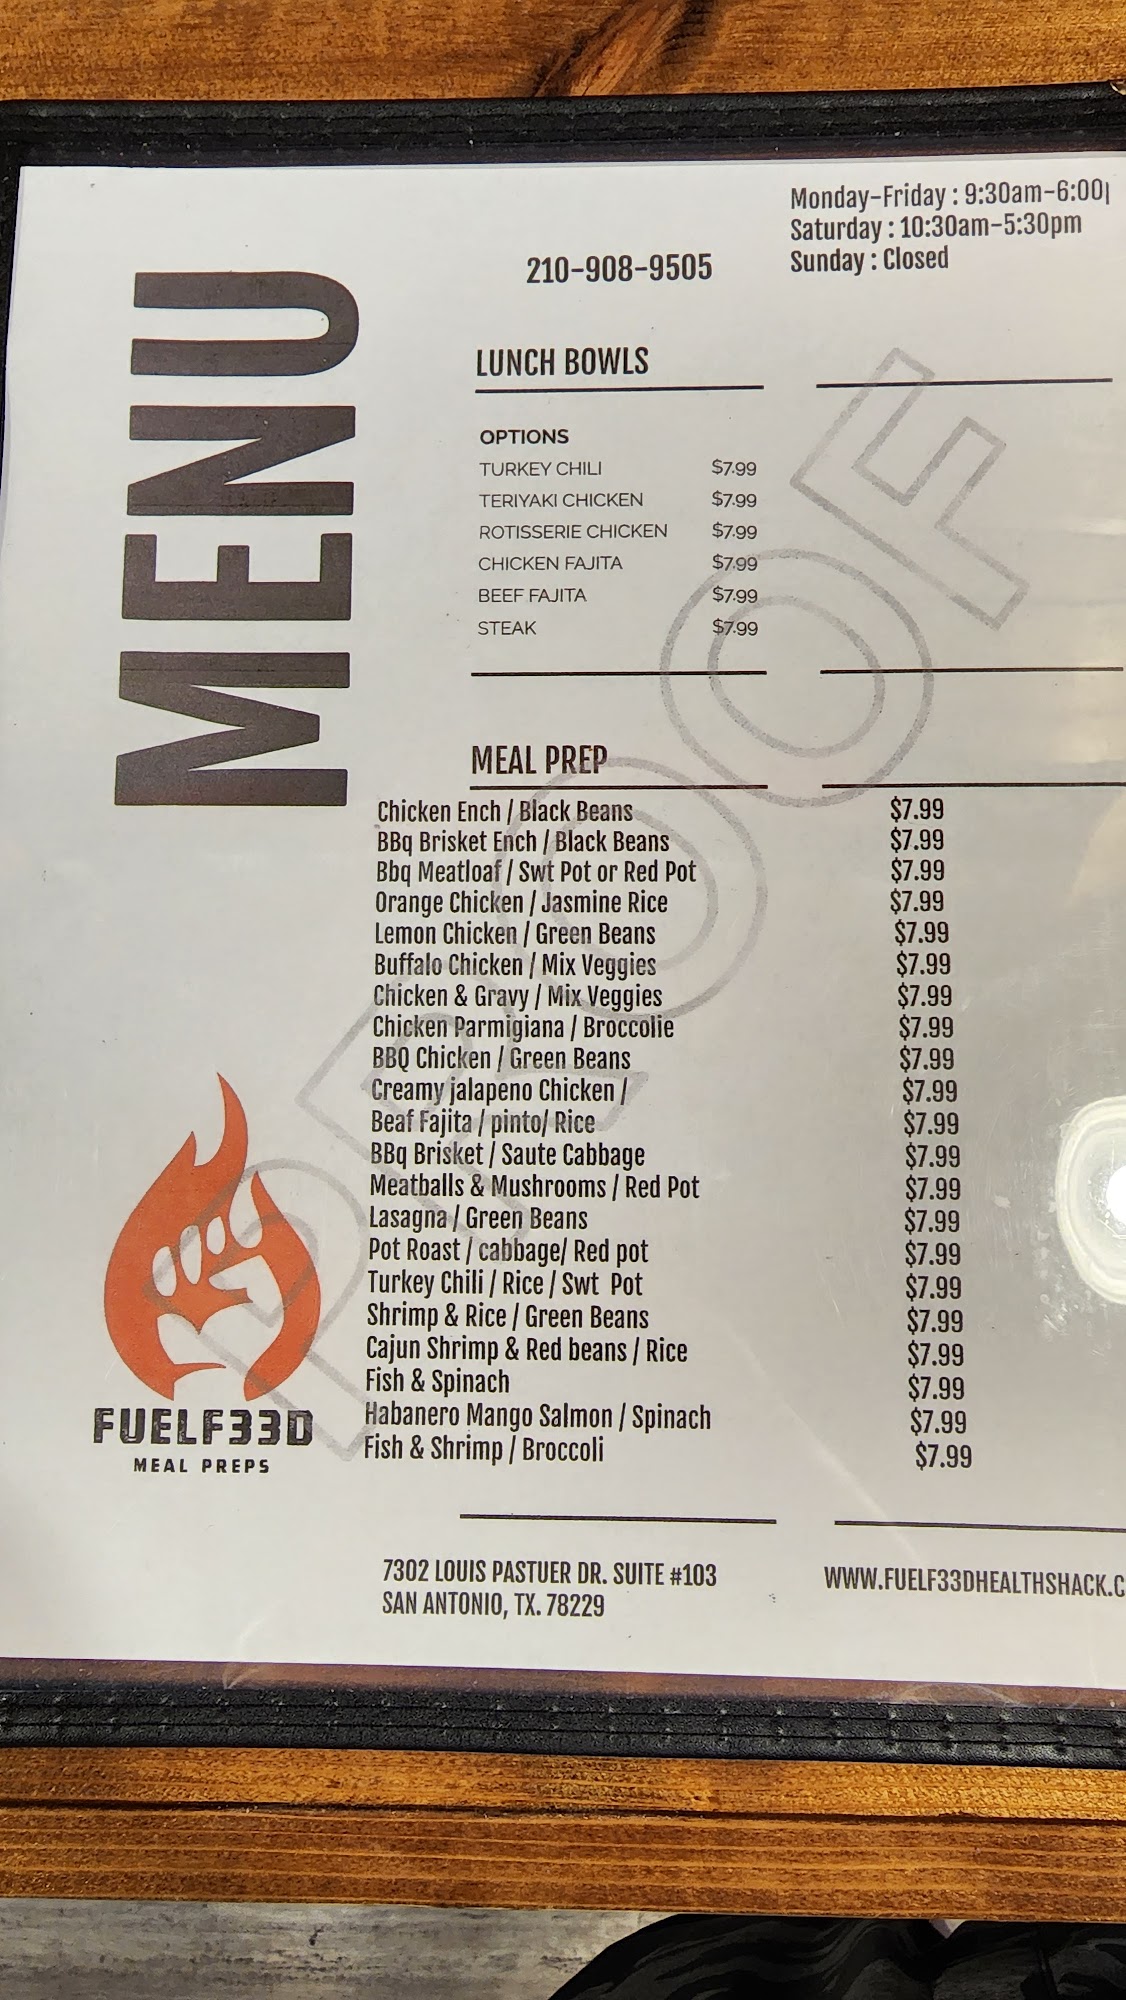 Monday-Friday : 9:30am-6:00
Saturday : 10:30am-5:30pm
Sunday : Closed
210-908-9505
MENU
LUNCH BOWLS
OPTIONS
TURKEY CHILI $7.99
TERIYAKI CHICKEN $7.99
ROTISSERIE CHICKEN $7.99
CHICKEN FAJITA $7.99
BEEF FAJITA $7.99
STEAK $7.99
MEAL PREP
Chicken Ench / Black Beans $7.99
BBq Brisket Ench / Black Beans $7.99
Bbq Meatloaf / Swt Pot or Red Pot $7.99
Orange Chicken / Jasmine Rice $7.99
Lemon Chicken / Green Beans $7.99
Buffalo Chicken / Mix Veggies $7.99
Chicken & Gravy / Mix Veggies $7.99
Chicken Parmigiana / Broccolie $7.99
BBQ Chicken / Green Beans $7.99
Creamy jalapeno Chicken / $7.99
Beaf Fajita / pinto/ Rice $7.99
BBq Brisket / Saute Cabbage $7.99
Meatballs & Mushrooms / Red Pot $7.99
Lasagna / Green Beans $7.99
Pot Roast / cabbage/ Red pot $7.99
Turkey Chili / Rice / Swt Pot $7.99
Shrimp & Rice / Green Beans $7.99
Cajun Shrimp & Red beans / Rice $7.99
Fish & Spinach $7.99
Habanero Mango Salmon / Spinach $7.99
Fish & Shrimp / Broccoli $7.99
PROOF
FUELF33D
MEAL PREPS
7302 LOUIS PASTUER DR. SUITE #103
SAN ANTONIO, TX. 78229
WWW.FUELF33DHEALTHSHACK.C